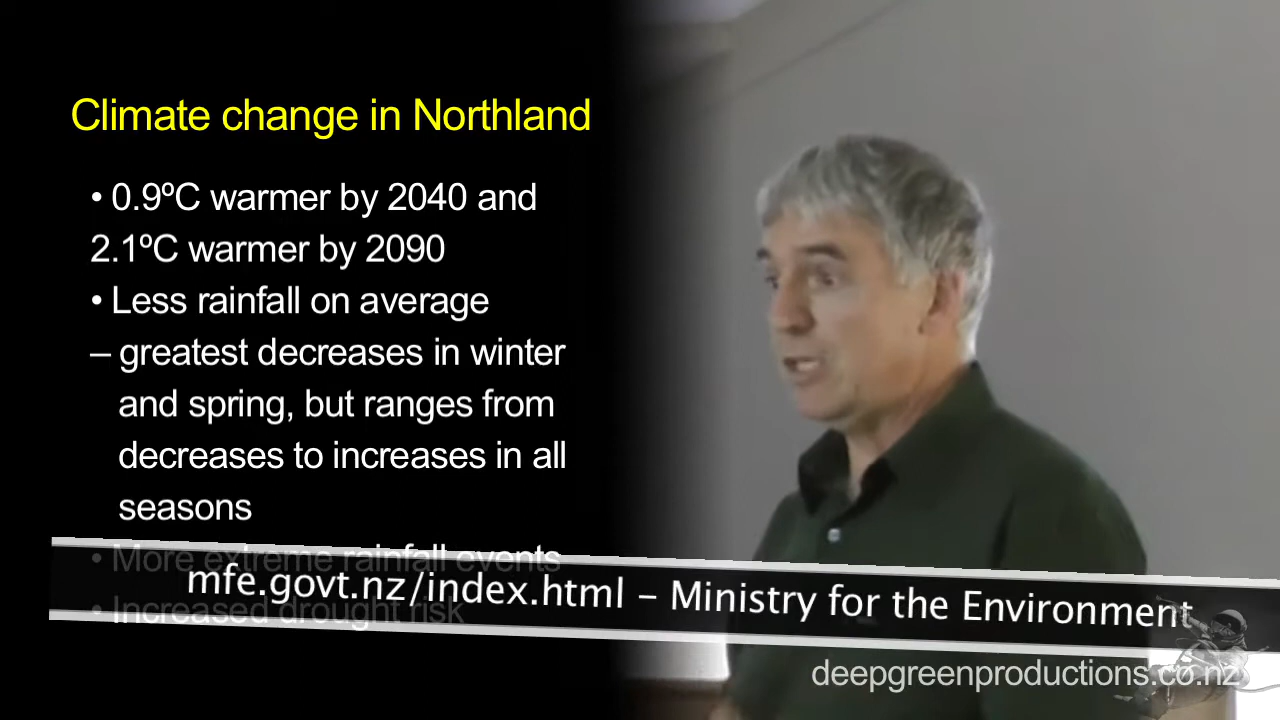 Climate change in Northland
• 0.9ºC warmer by 2040 and
2.1ºC warmer by 2090
• Less rainfall on average
– greatest decreases in winter
and spring, but ranges from
decreases to increases in all
seasons
• More extreme rainfall events
• Increased drought risk
mfe.govt.nz/index.html – Ministry for the Environment
deepgreenproductions.co.nz